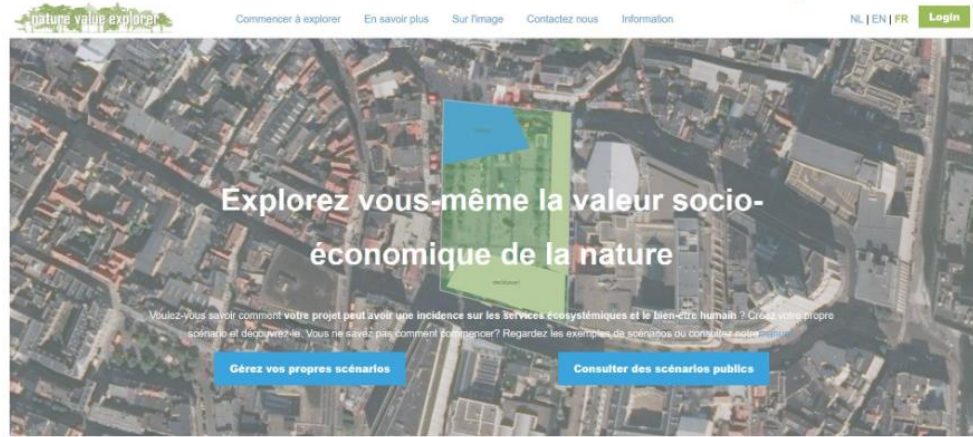 nature value explorer
Commencer à explorer En savoir plus Sur l'image Contactez nous Information NL | EN | FR Login
Explorez vous-même la valeur socio-
économique de la nature
Voulez-vous savoir comment votre projet peut avoir une incidence sur les services écosystémiques et le bien-être humain ? Créez votre propre
scénario et découvrez-le. Vous ne savez pas comment commencer? Regardez les exemples de scénarios ou consultez notre
Gérez vos propres scénarios Consulter des scénarios publics